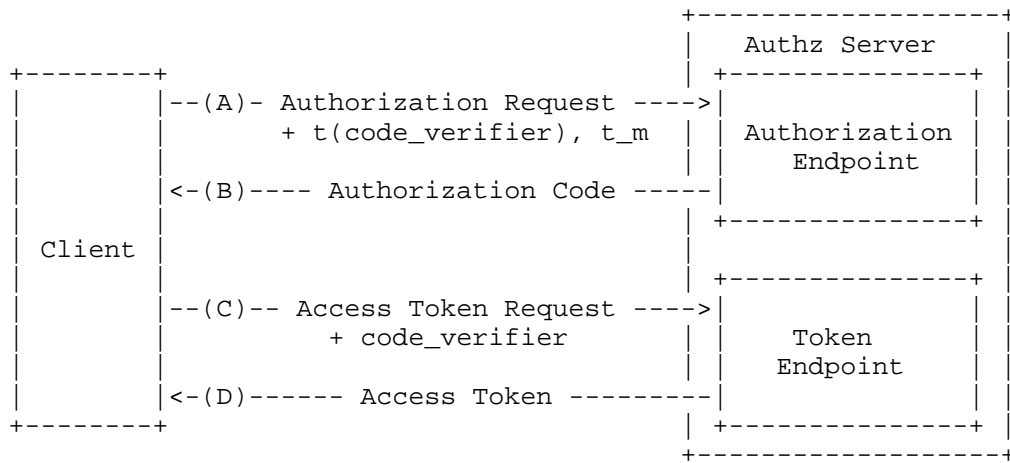 Authz Server
--(A)- Authorization Request ---->
+ t(code_verifier), t_m
Authorization
Endpoint
<-(B)---- Authorization Code -----
Client
--(C)-- Access Token Request ---->
+ code_verifier
Token
Endpoint
<-(D)------ Access Token ---------